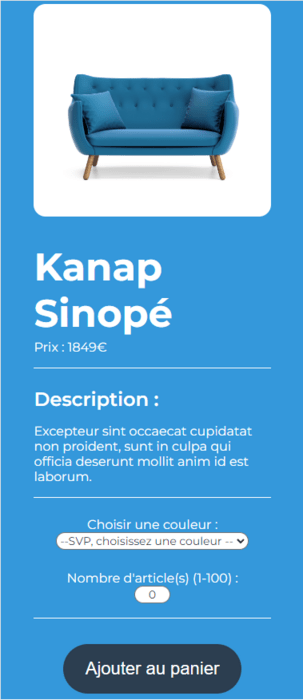 Kanap
Sinopé
Prix : 1849€
Description :
Excepteur sint occaecat cupidatat
non proident, sunt in culpa qui
officia deserunt mollit anim id est
laborum.
Choisir une couleur :
--SVP, choisissez une couleur --
Nombre d'article(s) (1-100) :
0
Ajouter au panier